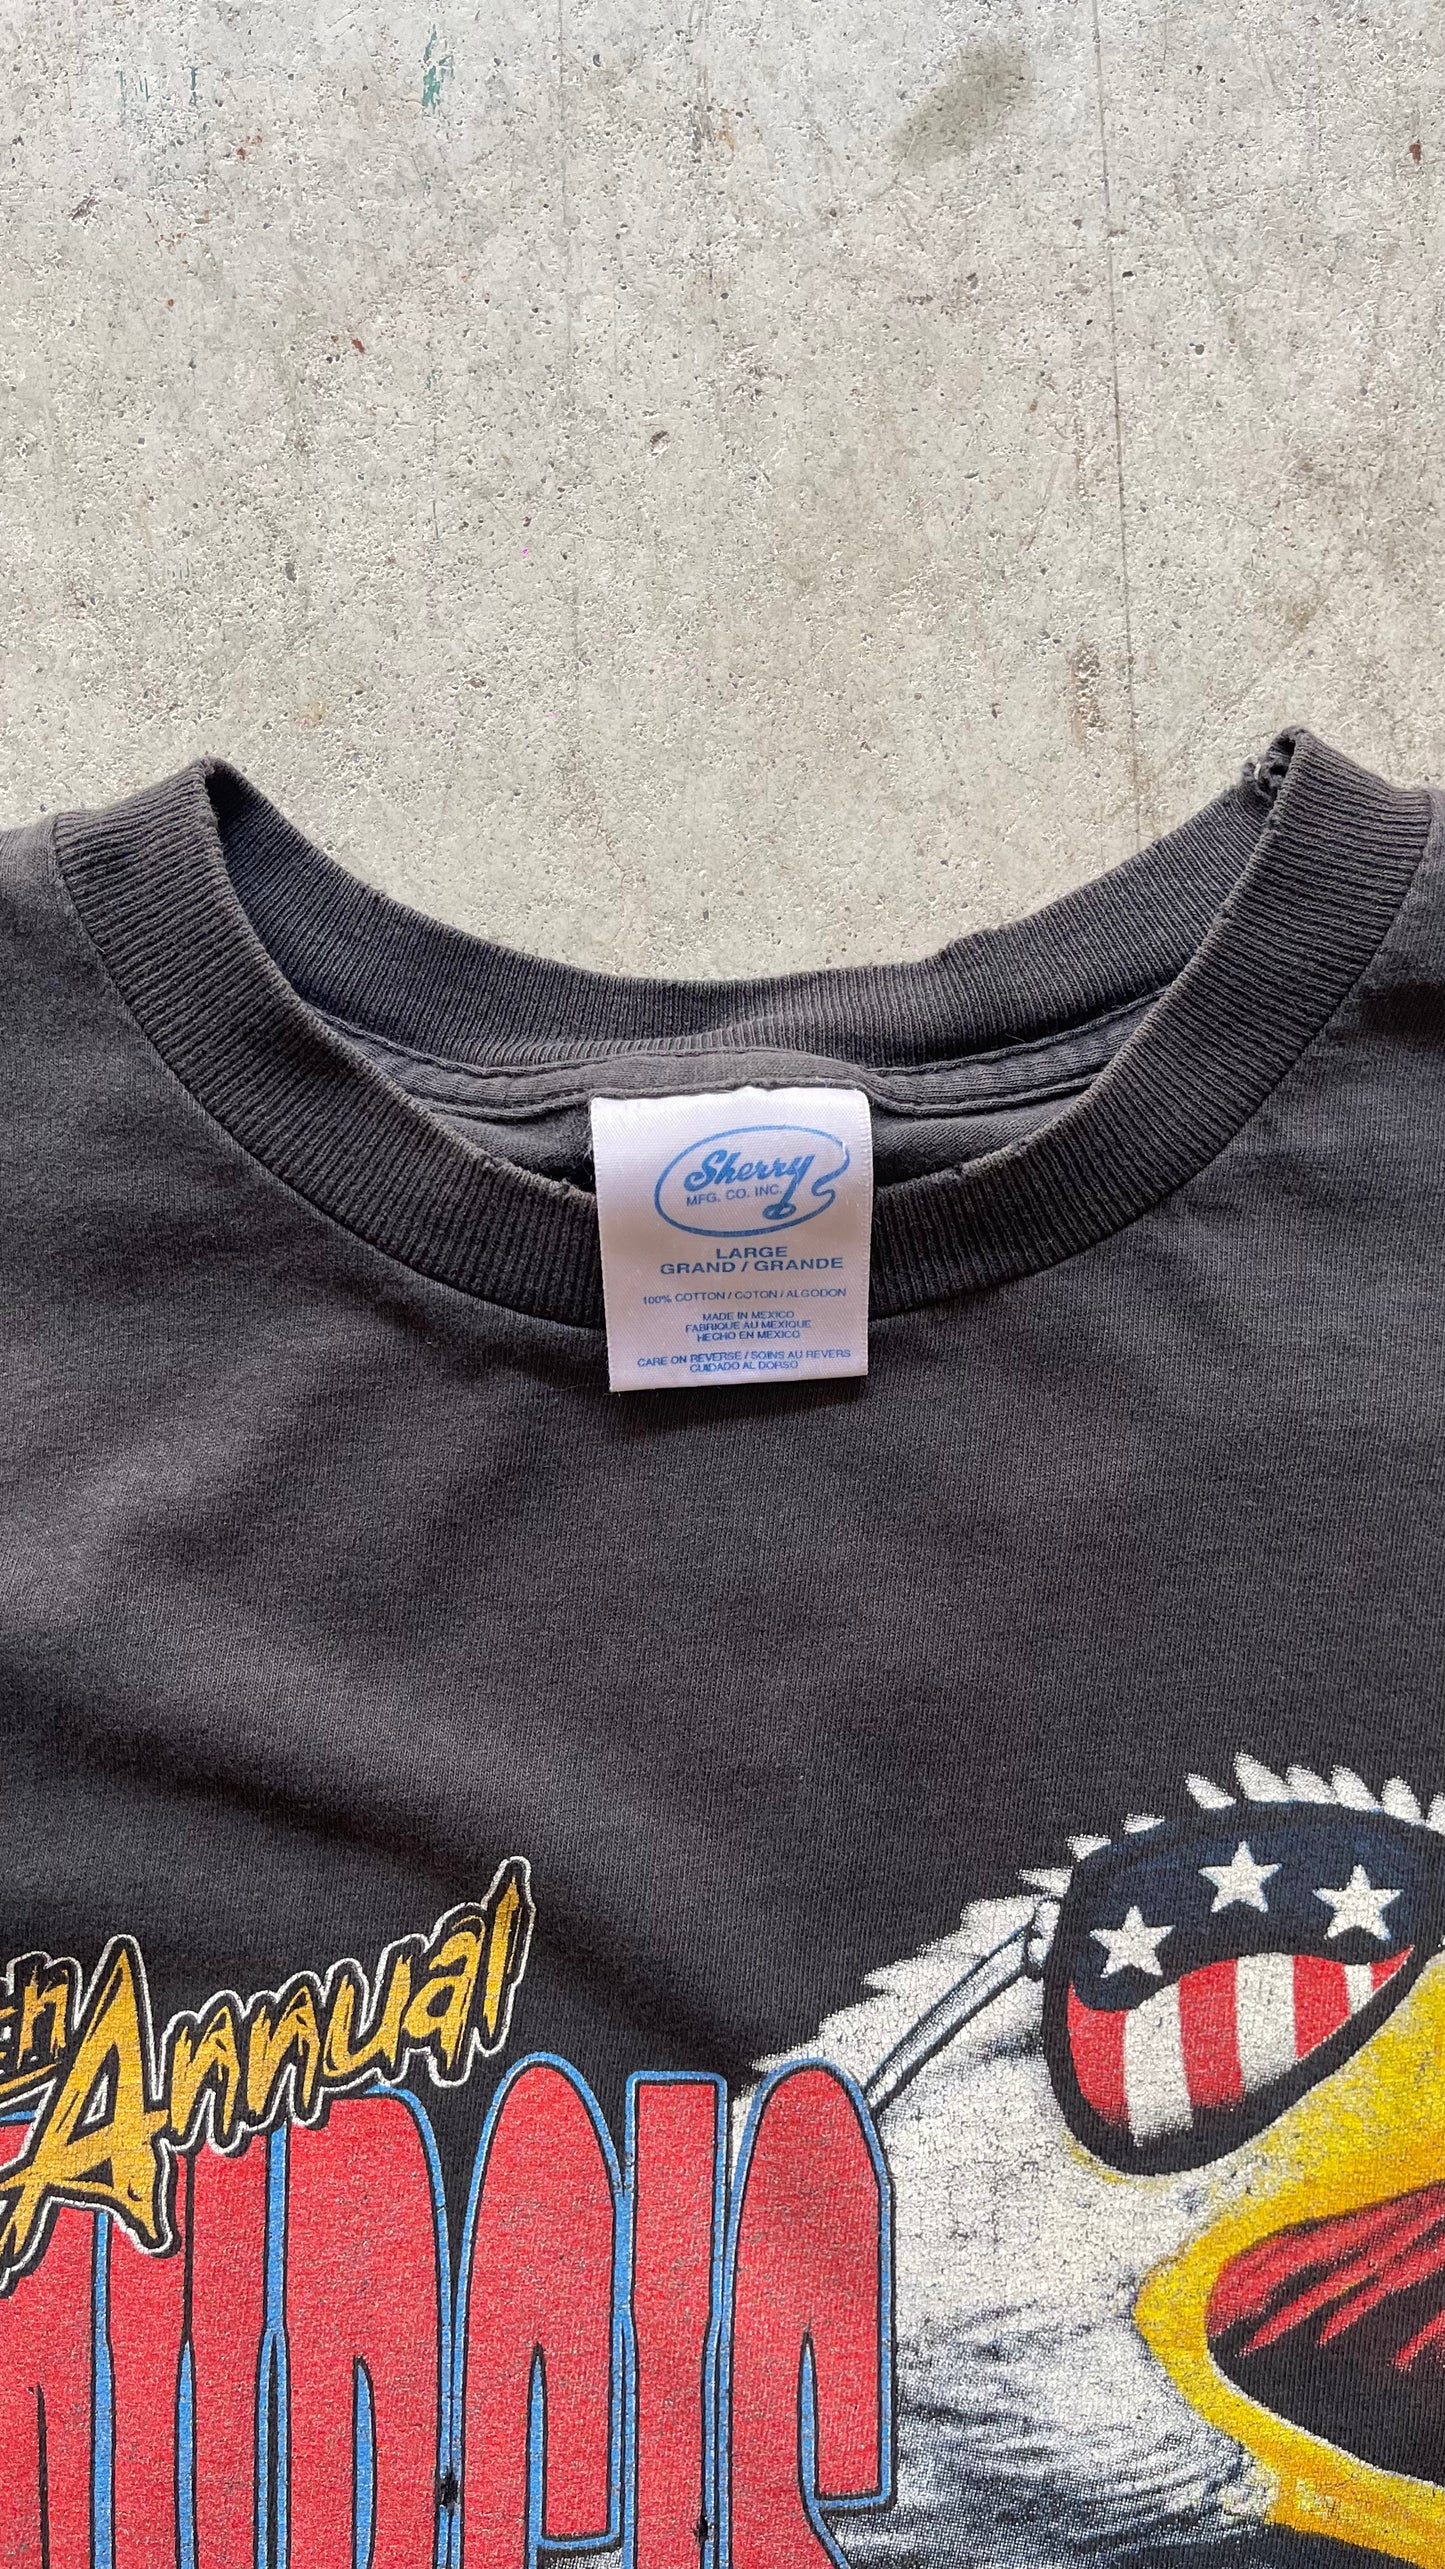 Sherry
MFG. CO. INC.
LARGE
GRAND / GRANDE
100% COTTON / COTON / ALGODON
MADE IN MEXICO
FABRIQUE AU MEXIQUE
HECHO EN MEXICO
CARE ON REVERSE / SOINS AU REVERS
CUIDADO AL DORSO
Annual